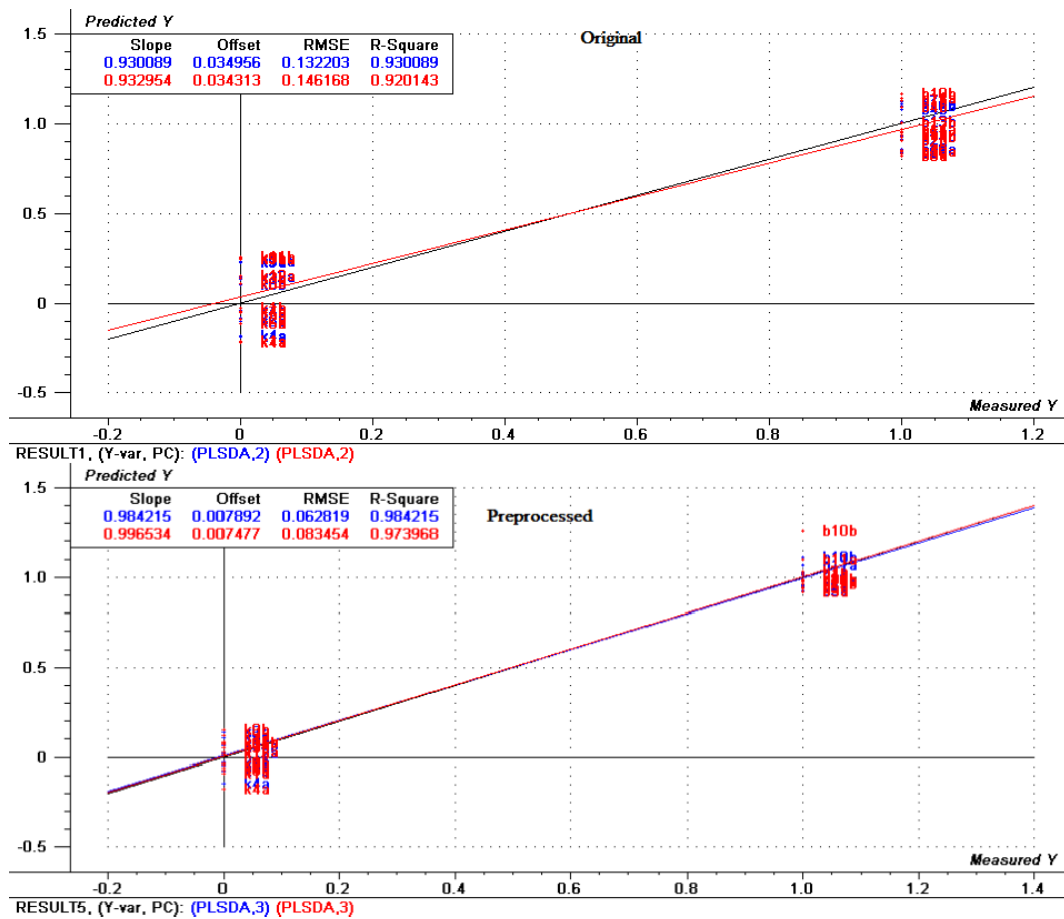 Predicted Y
1.5
Original
Slope Offset RMSE R-Square
0.930089 0.034956 0.132203 0.930089
0.932954 0.034313 0.146168 0.920143
1.0
0.5
0
k4a
-0.5
Measured Y
-0.2 0 0.2 0.4 0.6 0.8 1.0 1.2
RESULT1, (Y-var, PC): (PLSDA,2) (PLSDA,2)
Predicted Y
1.5
Slope Offset RMSE R-Square
0.984215 0.007892 0.062819 0.984215
0.996534 0.007477 0.083454 0.973968
Preprocessed
b10b
1.0
0.5
0
k4a
-0.5
Measured Y
-0.2 0 0.2 0.4 0.6 0.8 1.0 1.2 1.4
RESULT5, (Y-var, PC): (PLSDA,3) (PLSDA,3)